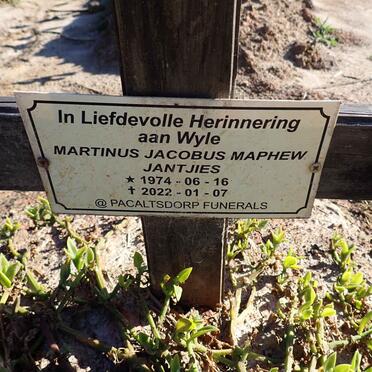 In Liefdevolle Herinnering
aan Wyle
MARTINUS JACOBUS MAPHEW
JANTJIES
★ 1974 - 06 - 16
✝ 2022 - 01 - 07
@ PACALTSDORP FUNERALS